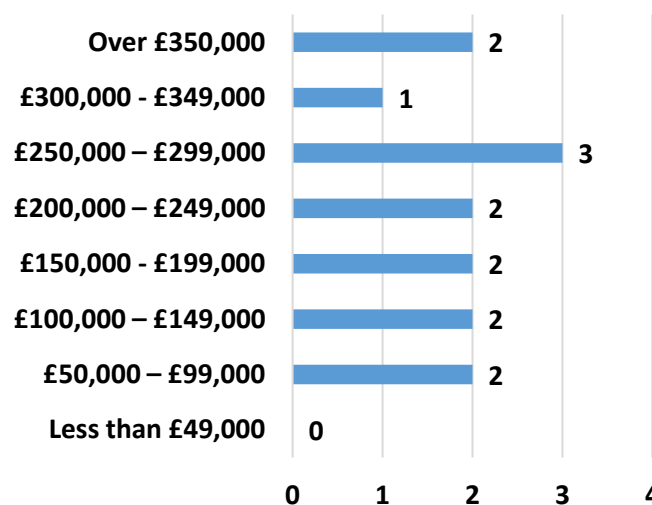 Over £350,000 2
£300,000 - £349,000 1
£250,000 – £299,000 3
£200,000 – £249,000 2
£150,000 - £199,000 2
£100,000 – £149,000 2
£50,000 – £99,000 2
Less than £49,000 0
0 1 2 3 4